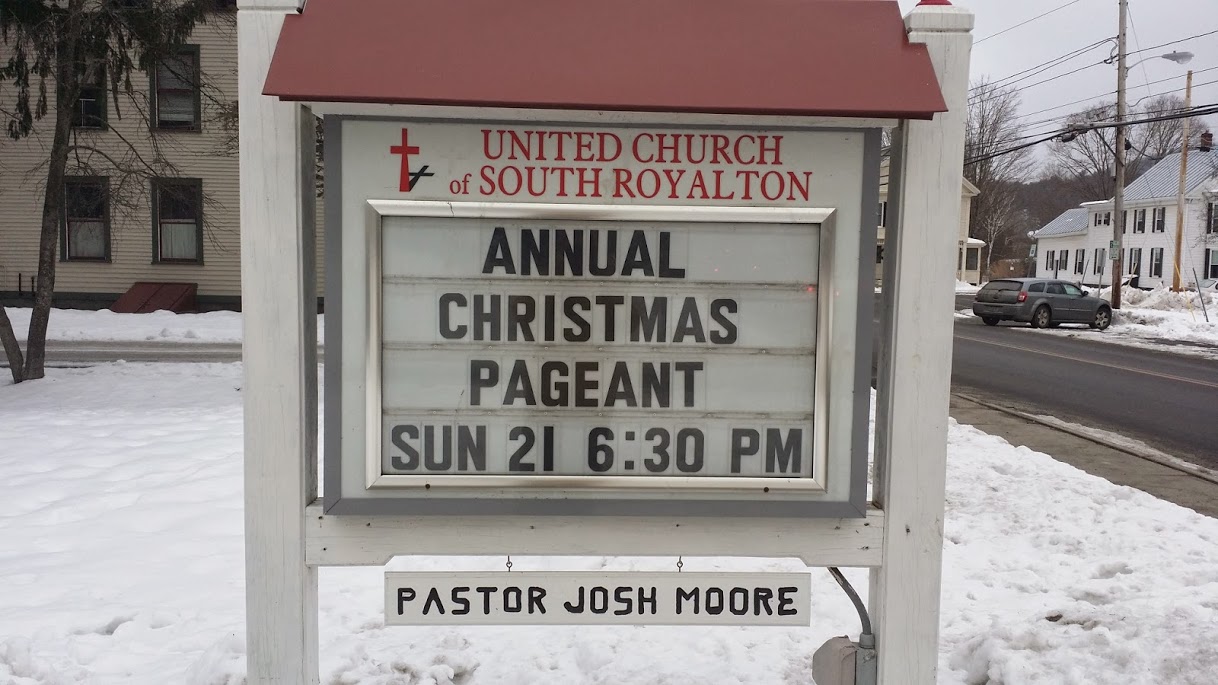 UNITED CHURCH
of SOUTH ROYALTON
ANNUAL
CHRISTMAS
PAGEANT
SUN 21 6:30 PM
PASTOR JOSH MOORE